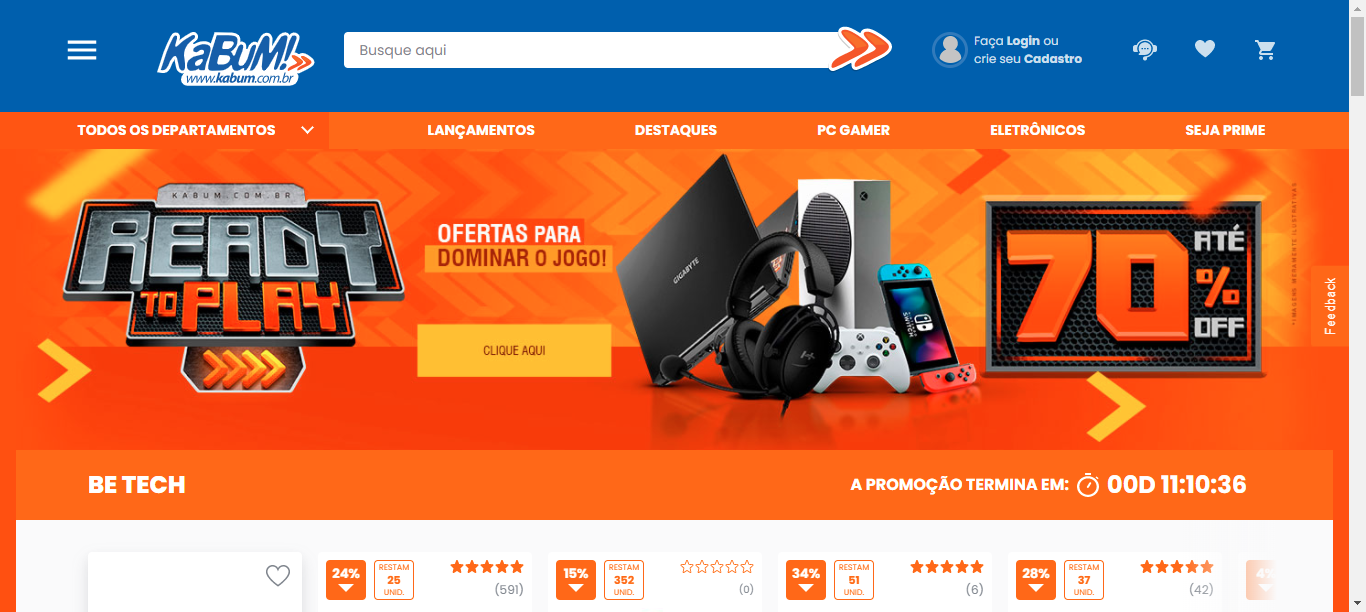 KaBuM!
www.kabum.com.br
Busque aqui
Faça Login ou
crie seu Cadastro
TODOS OS DEPARTAMENTOS
LANÇAMENTOS
DESTAQUES
PC GAMER
ELETRÔNICOS
SEJA PRIME
KABUM.COM.BR
READY
TO PLAY
OFERTAS PARA
DOMINAR O JOGO!
CLIQUE AQUI
GIGABYTE
SWITCH
70%
ATÉ
OFF
*IMAGENS MERAMENTE ILUSTRATIVAS
Feedback
BE TECH
A PROMOÇÃO TERMINA EM: 00D 11:10:36
24%
RESTAM
25
UNID.
(591)
15%
RESTAM
352
UNID.
(0)
34%
RESTAM
51
UNID.
(6)
28%
RESTAM
37
UNID.
(42)